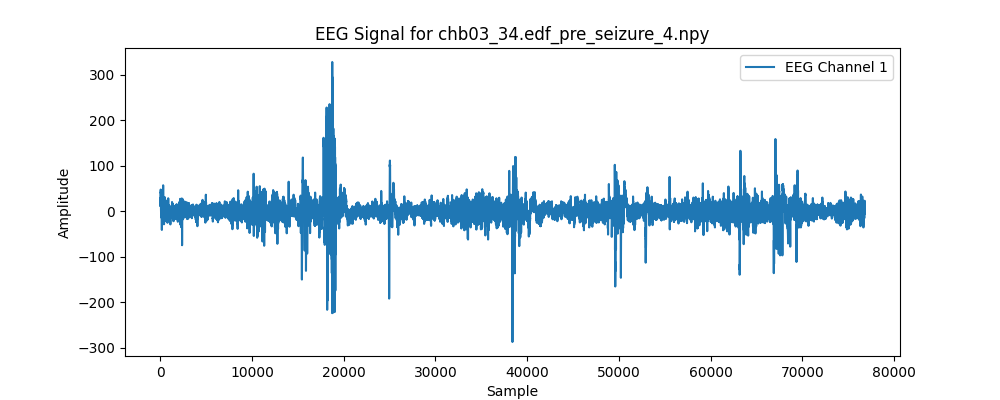 EEG Signal for chb03_34.edf_pre_seizure_4.npy
EEG Channel 1
300
200
100
0
−100
−200
−300
Amplitude
0 10000 20000 30000 40000 50000 60000 70000 80000
Sample